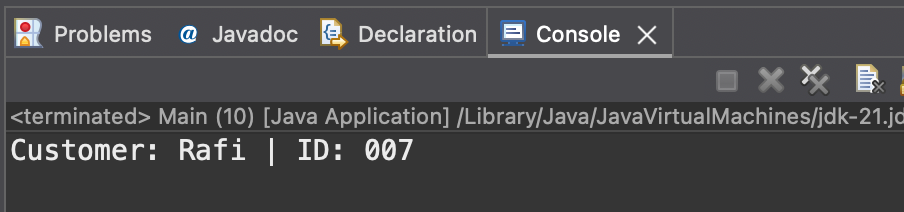 Problems @ Javadoc Declaration Console
<terminated> Main (10) [Java Application] /Library/Java/JavaVirtualMachines/jdk-21.jd
Customer: Rafi | ID: 007